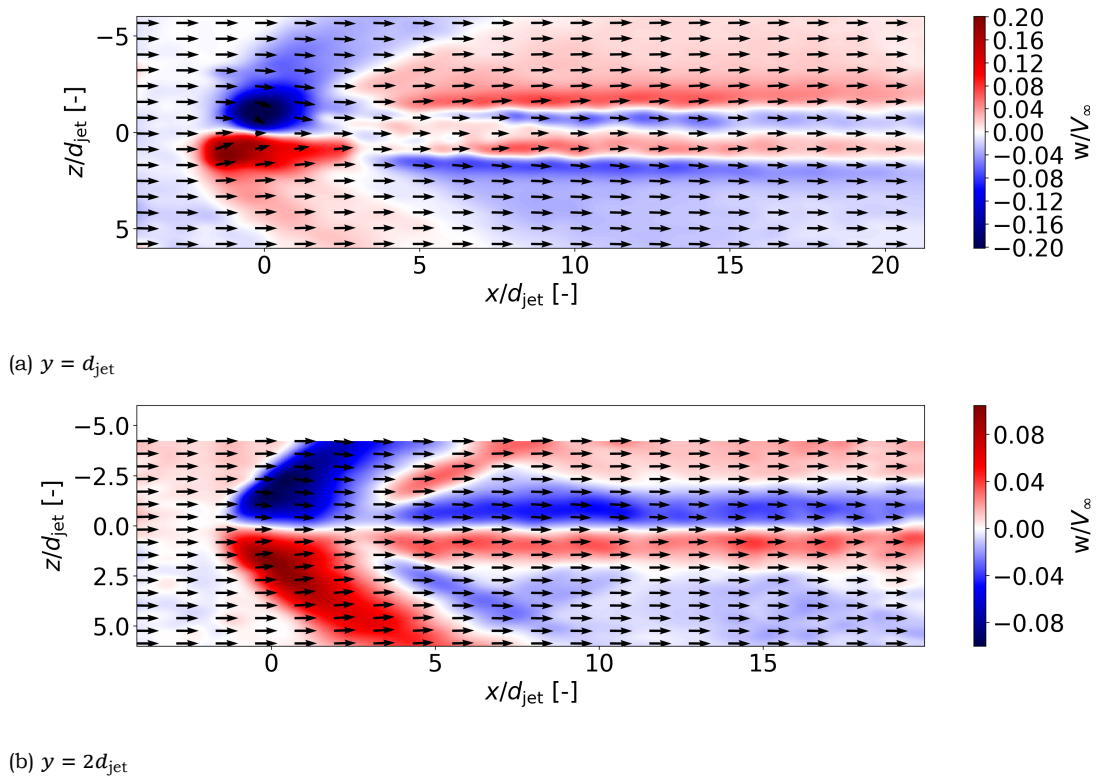 −5
0
5
z/d_jet [-]
0 5 10 15 20
x/d_jet [-]
0.20
0.16
0.12
0.08
0.04
0.00
−0.04
−0.08
−0.12
−0.16
−0.20
w/V_∞
(a) y = d_jet
−5.0
−2.5
0.0
2.5
5.0
z/d_jet [-]
0 5 10 15
x/d_jet [-]
0.08
0.04
0.00
−0.04
−0.08
w/V_∞
(b) y = 2d_jet